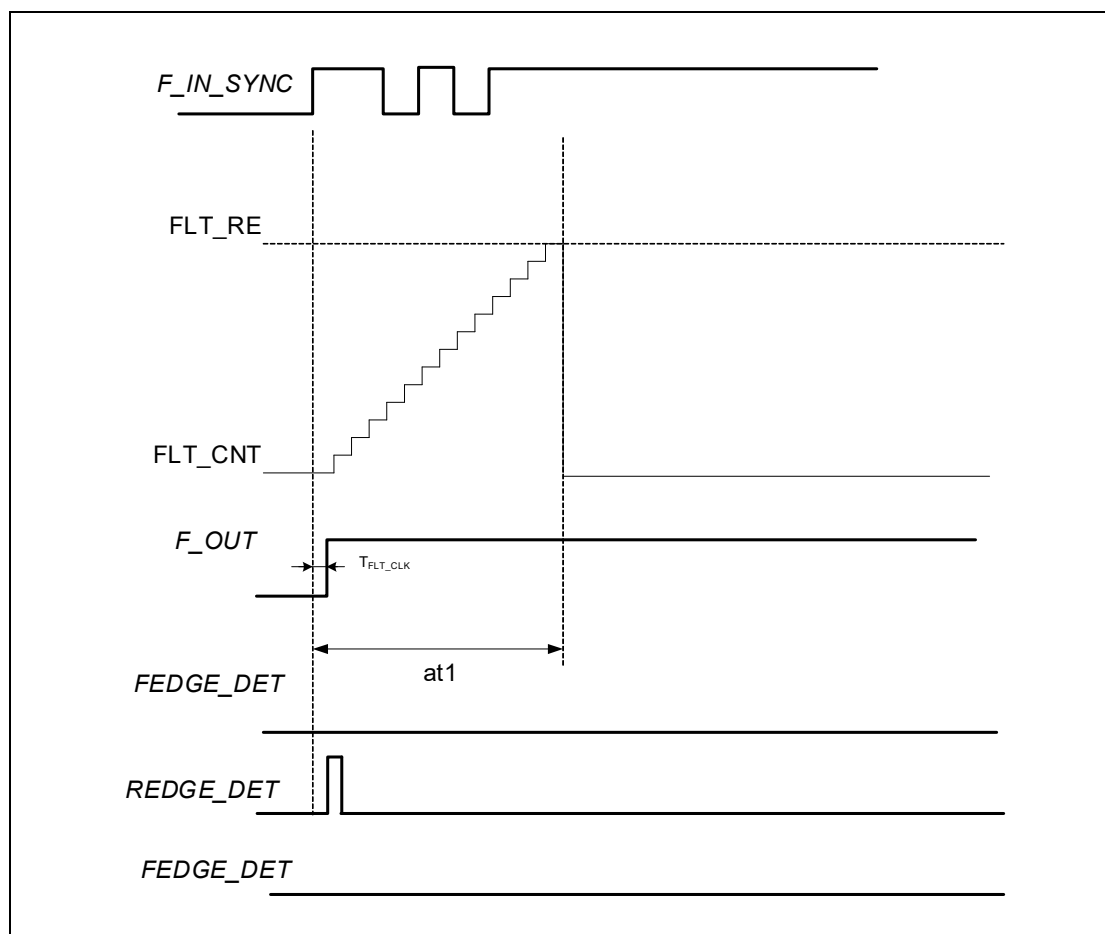 F_IN_SYNC
FLT_RE
FLT_CNT
F_OUT
TFLT_CLK
at1
FEDGE_DET
REDGE_DET
FEDGE_DET